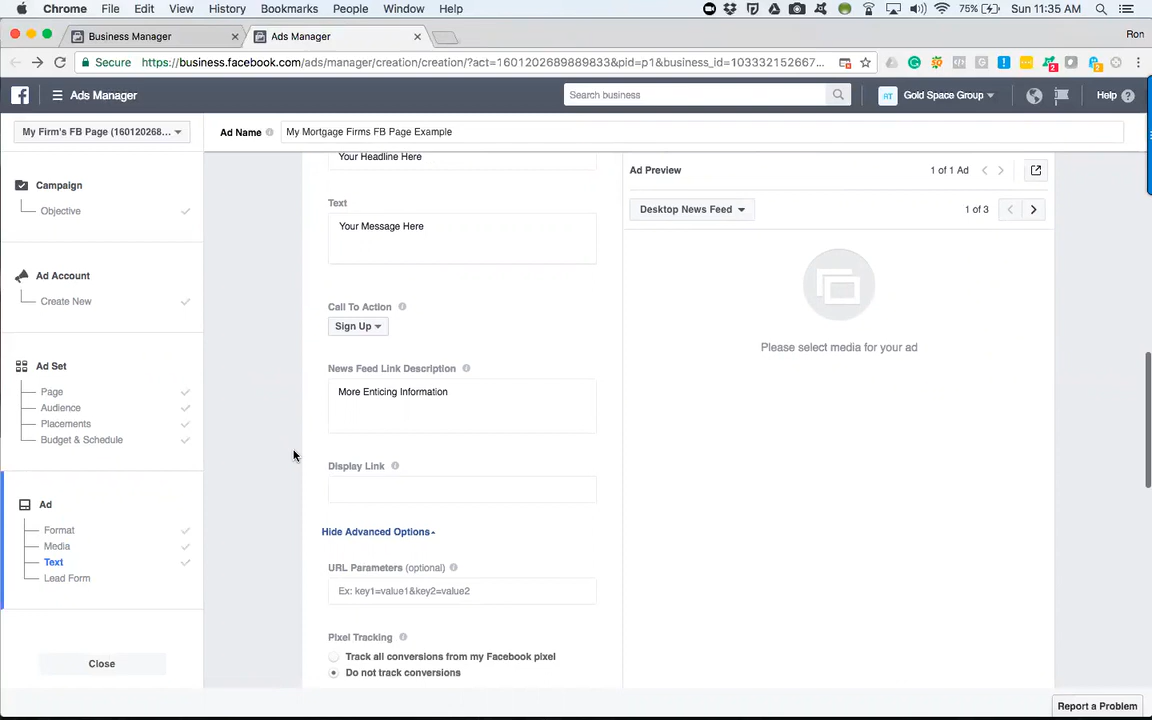 Chrome File Edit View History Bookmarks People Window Help 75% Sun 11:35 AM
Business Manager Ads Manager Ron
Secure https://business.facebook.com/ads/manager/creation/creation/?act=1601202689889833&pid=p1&business_id=103332152667...
Ads Manager Search business AT Gold Space Group Help
My Firm's FB Page (160120268... Ad Name My Mortgage Firms FB Page Example
Your Headline Here
Ad Preview 1 of 1 Ad
Campaign
Objective
Text
Your Message Here
Desktop News Feed 1 of 3
Ad Account
Create New
Call To Action
Sign Up
Please select media for your ad
Ad Set
Page
Audience
Placements
Budget & Schedule
News Feed Link Description
More Enticing Information
Display Link
Ad
Format
Media
Text
Lead Form
Hide Advanced Options
URL Parameters (optional)
Ex: key1=value1&key2=value2
Pixel Tracking
Track all conversions from my Facebook pixel
Do not track conversions
Close
Report a Problem